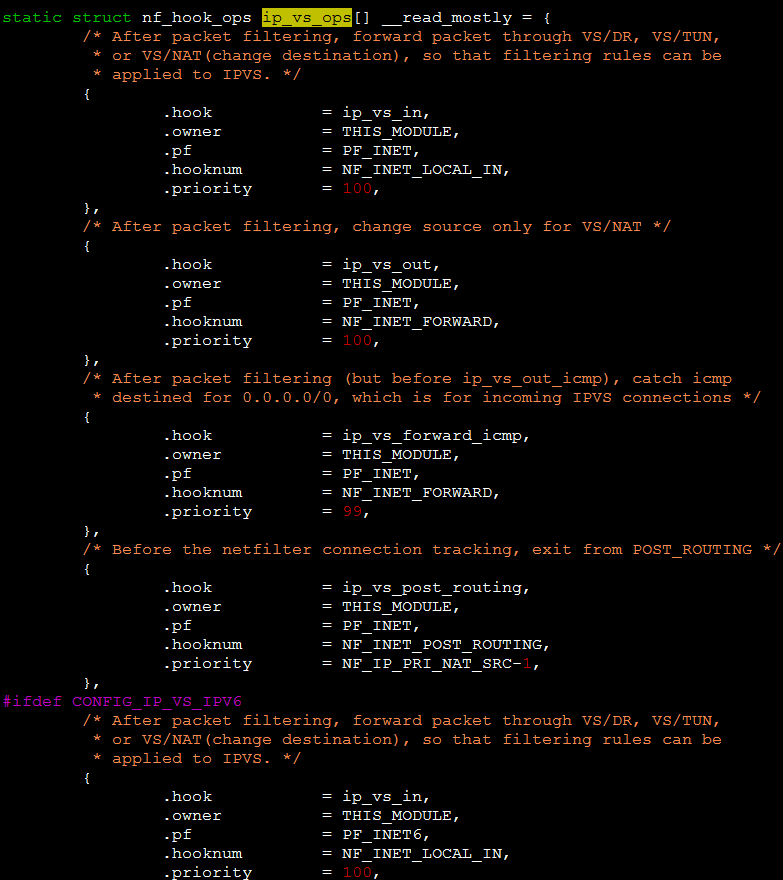 static struct nf_hook_ops ip_vs_ops[] __read_mostly = {
        /* After packet filtering, forward packet through VS/DR, VS/TUN,
         * or VS/NAT(change destination), so that filtering rules can be
         * applied to IPVS. */
        {
                .hook           = ip_vs_in,
                .owner          = THIS_MODULE,
                .pf             = PF_INET,
                .hooknum        = NF_INET_LOCAL_IN,
                .priority       = 100,
        },
        /* After packet filtering, change source only for VS/NAT */
        {
                .hook           = ip_vs_out,
                .owner          = THIS_MODULE,
                .pf             = PF_INET,
                .hooknum        = NF_INET_FORWARD,
                .priority       = 100,
        },
        /* After packet filtering (but before ip_vs_out_icmp), catch icmp
         * destined for 0.0.0.0/0, which is for incoming IPVS connections */
        {
                .hook           = ip_vs_forward_icmp,
                .owner          = THIS_MODULE,
                .pf             = PF_INET,
                .hooknum        = NF_INET_FORWARD,
                .priority       = 99,
        },
        /* Before the netfilter connection tracking, exit from POST_ROUTING */
        {
                .hook           = ip_vs_post_routing,
                .owner          = THIS_MODULE,
                .pf             = PF_INET,
                .hooknum        = NF_INET_POST_ROUTING,
                .priority       = NF_IP_PRI_NAT_SRC-1,
        },
#ifdef CONFIG_IP_VS_IPV6
        /* After packet filtering, forward packet through VS/DR, VS/TUN,
         * or VS/NAT(change destination), so that filtering rules can be
         * applied to IPVS. */
        {
                .hook           = ip_vs_in,
                .owner          = THIS_MODULE,
                .pf             = PF_INET6,
                .hooknum        = NF_INET_LOCAL_IN,
                .priority       = 100,